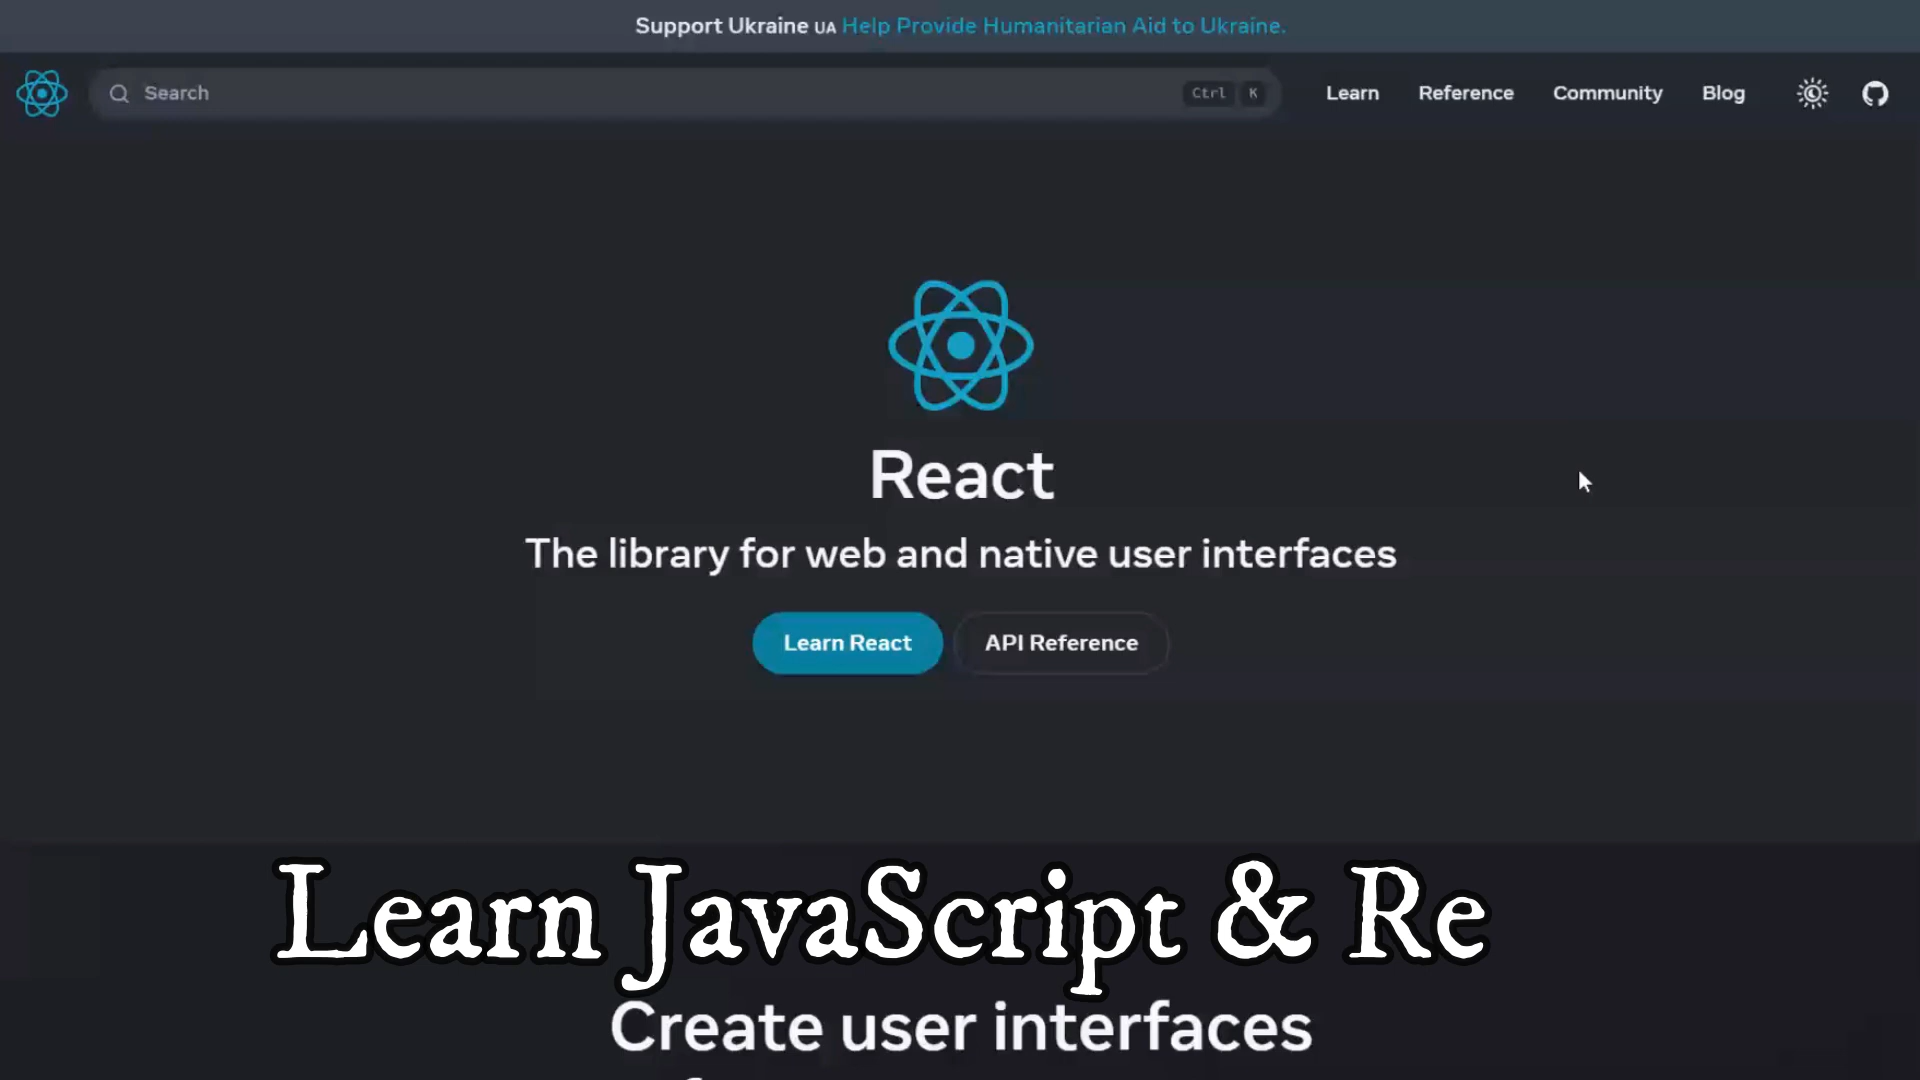 Support Ukraine UA Help Provide Humanitarian Aid to Ukraine.
Search Ctrl K Learn Reference Community Blog
React
The library for web and native user interfaces
Learn React API Reference
Learn JavaScript & Re
Create user interfaces